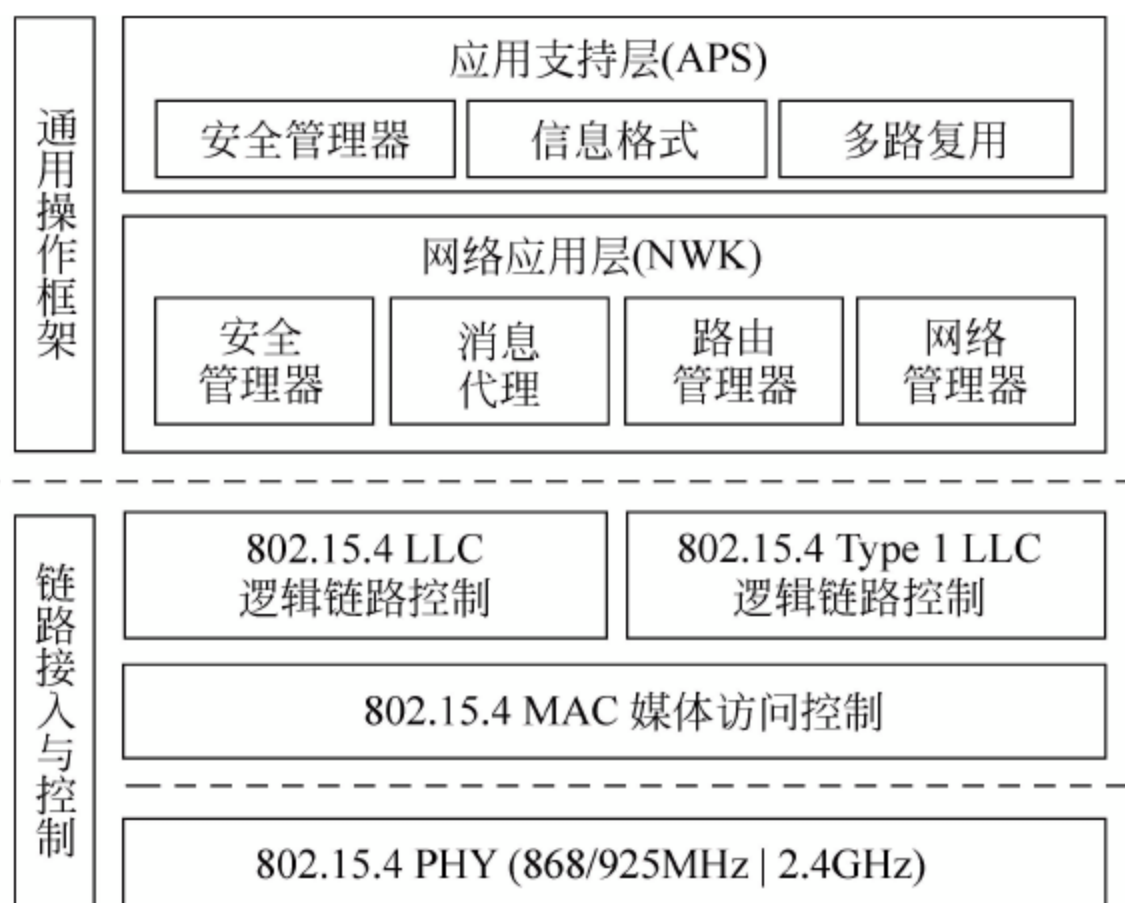 通用操作框架
应用支持层(APS)
安全管理器
信息格式
多路复用
网络应用层(NWK)
安全
管理器
消息
代理
路由
管理器
网络
管理器
链路接入与控制
802.15.4 LLC
逻辑链路控制
802.15.4 Type 1 LLC
逻辑链路控制
802.15.4 MAC 媒体访问控制
802.15.4 PHY (868/925MHz | 2.4GHz)